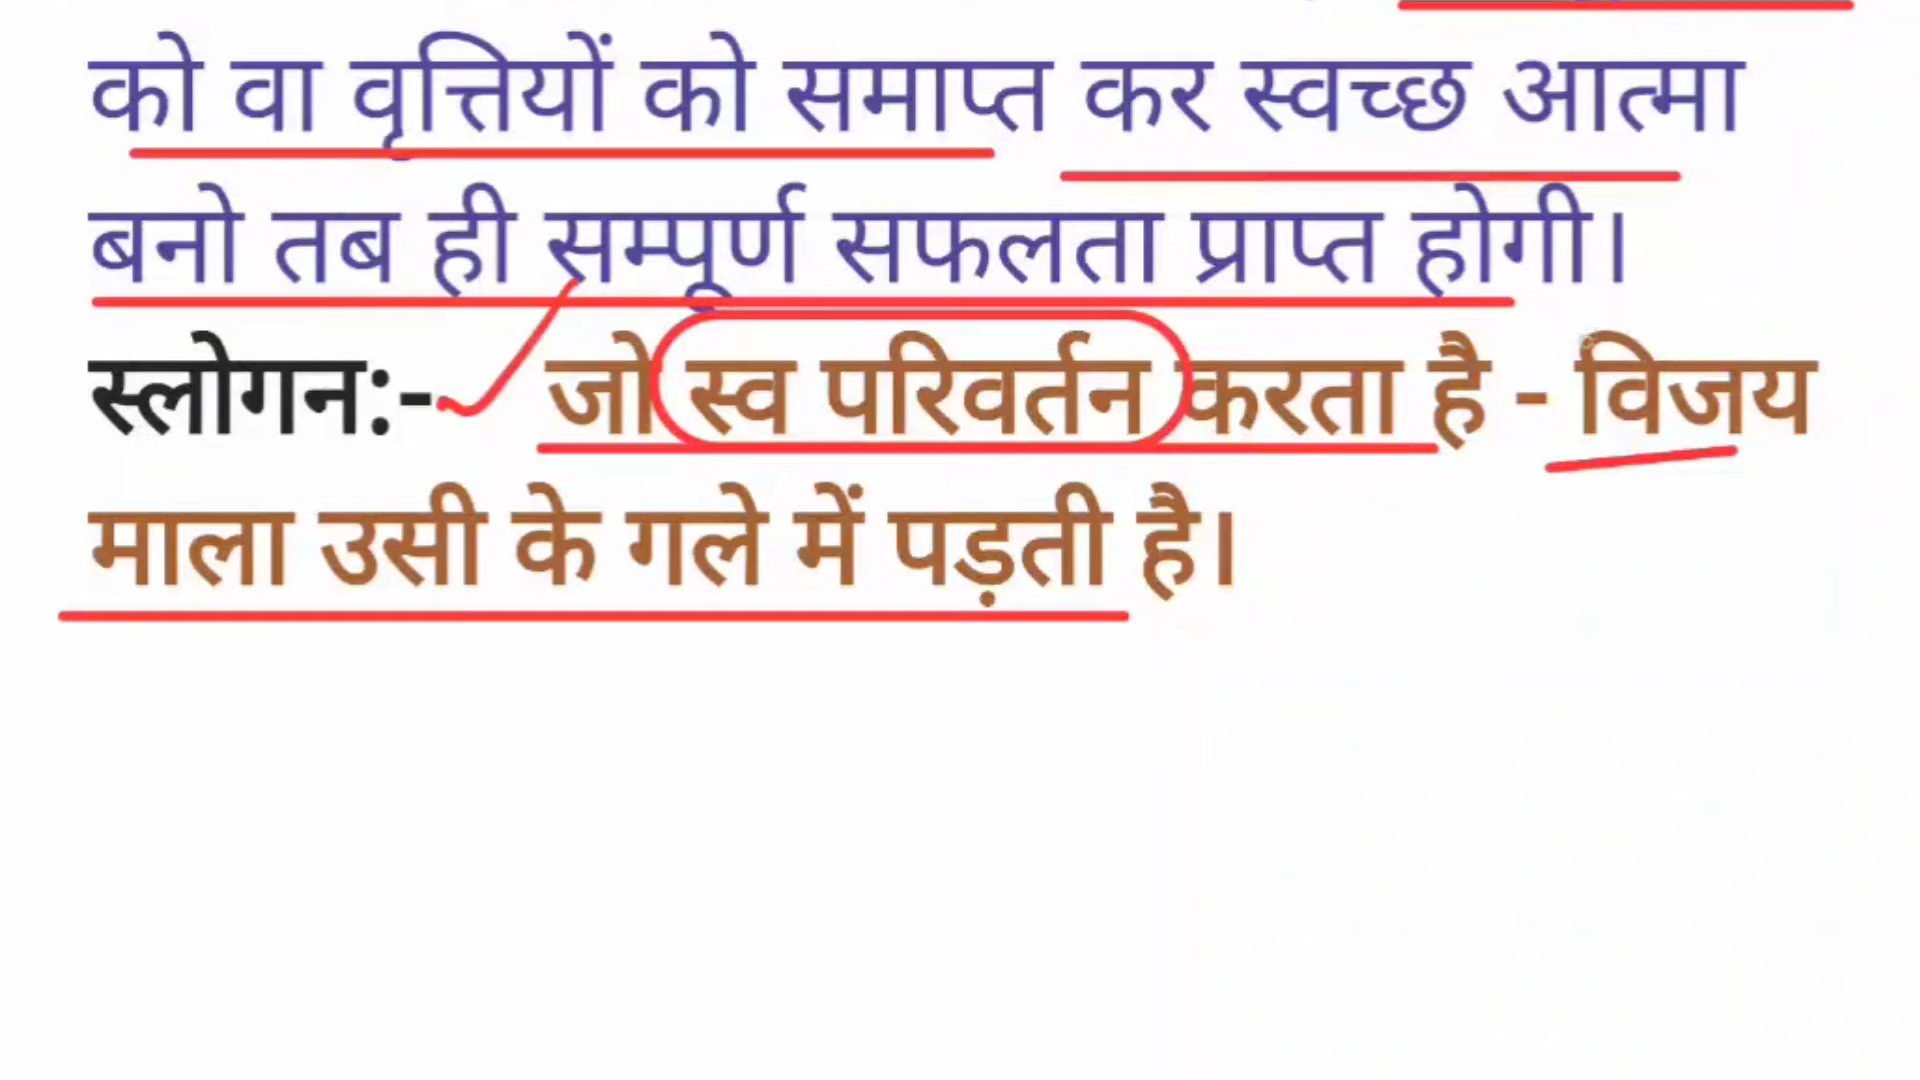 को वा वृत्तियों को समाप्त कर स्वच्छ आत्मा
बनो तब ही सम्पूर्ण सफलता प्राप्त होगी।
स्लोगन:- जो स्व परिवर्तन करता है - विजय
माला उसी के गले में पड़ती है।